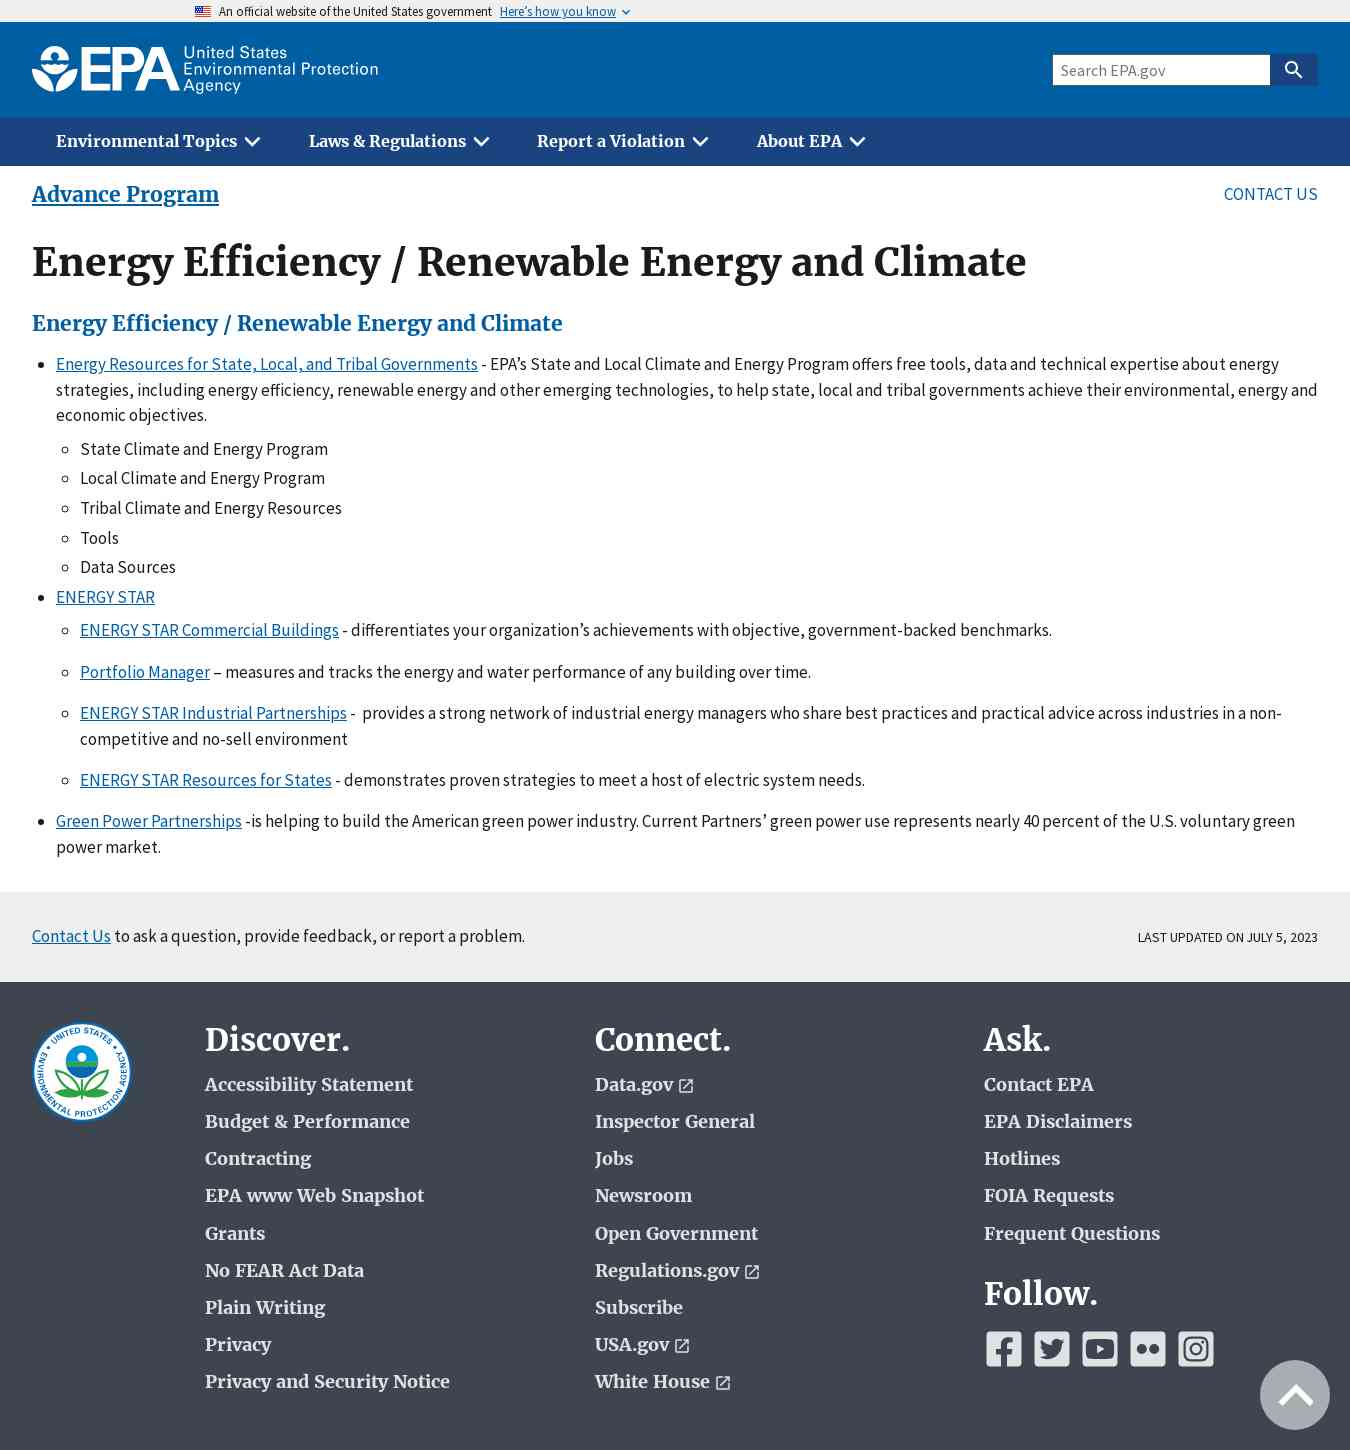 An official website of the United States government Here’s how you know
EPA United States
Environmental Protection
Agency
Search EPA.gov
Environmental Topics Laws & Regulations Report a Violation About EPA
Advance Program CONTACT US
Energy Efficiency / Renewable Energy and Climate
Energy Efficiency / Renewable Energy and Climate
Energy Resources for State, Local, and Tribal Governments - EPA’s State and Local Climate and Energy Program offers free tools, data and technical expertise about energy
strategies, including energy efficiency, renewable energy and other emerging technologies, to help state, local and tribal governments achieve their environmental, energy and
economic objectives.
State Climate and Energy Program
Local Climate and Energy Program
Tribal Climate and Energy Resources
Tools
Data Sources
ENERGY STAR
ENERGY STAR Commercial Buildings - differentiates your organization’s achievements with objective, government-backed benchmarks.
Portfolio Manager – measures and tracks the energy and water performance of any building over time.
ENERGY STAR Industrial Partnerships -  provides a strong network of industrial energy managers who share best practices and practical advice across industries in a non-
competitive and no-sell environment
ENERGY STAR Resources for States - demonstrates proven strategies to meet a host of electric system needs.
Green Power Partnerships -is helping to build the American green power industry. Current Partners’ green power use represents nearly 40 percent of the U.S. voluntary green
power market.
Contact Us to ask a question, provide feedback, or report a problem. LAST UPDATED ON JULY 5, 2023
UNITED STATES
ENVIRONMENTAL PROTECTION AGENCY
Discover.
Accessibility Statement
Budget & Performance
Contracting
EPA www Web Snapshot
Grants
No FEAR Act Data
Plain Writing
Privacy
Privacy and Security Notice
Connect.
Data.gov
Inspector General
Jobs
Newsroom
Open Government
Regulations.gov
Subscribe
USA.gov
White House
Ask.
Contact EPA
EPA Disclaimers
Hotlines
FOIA Requests
Frequent Questions
Follow.